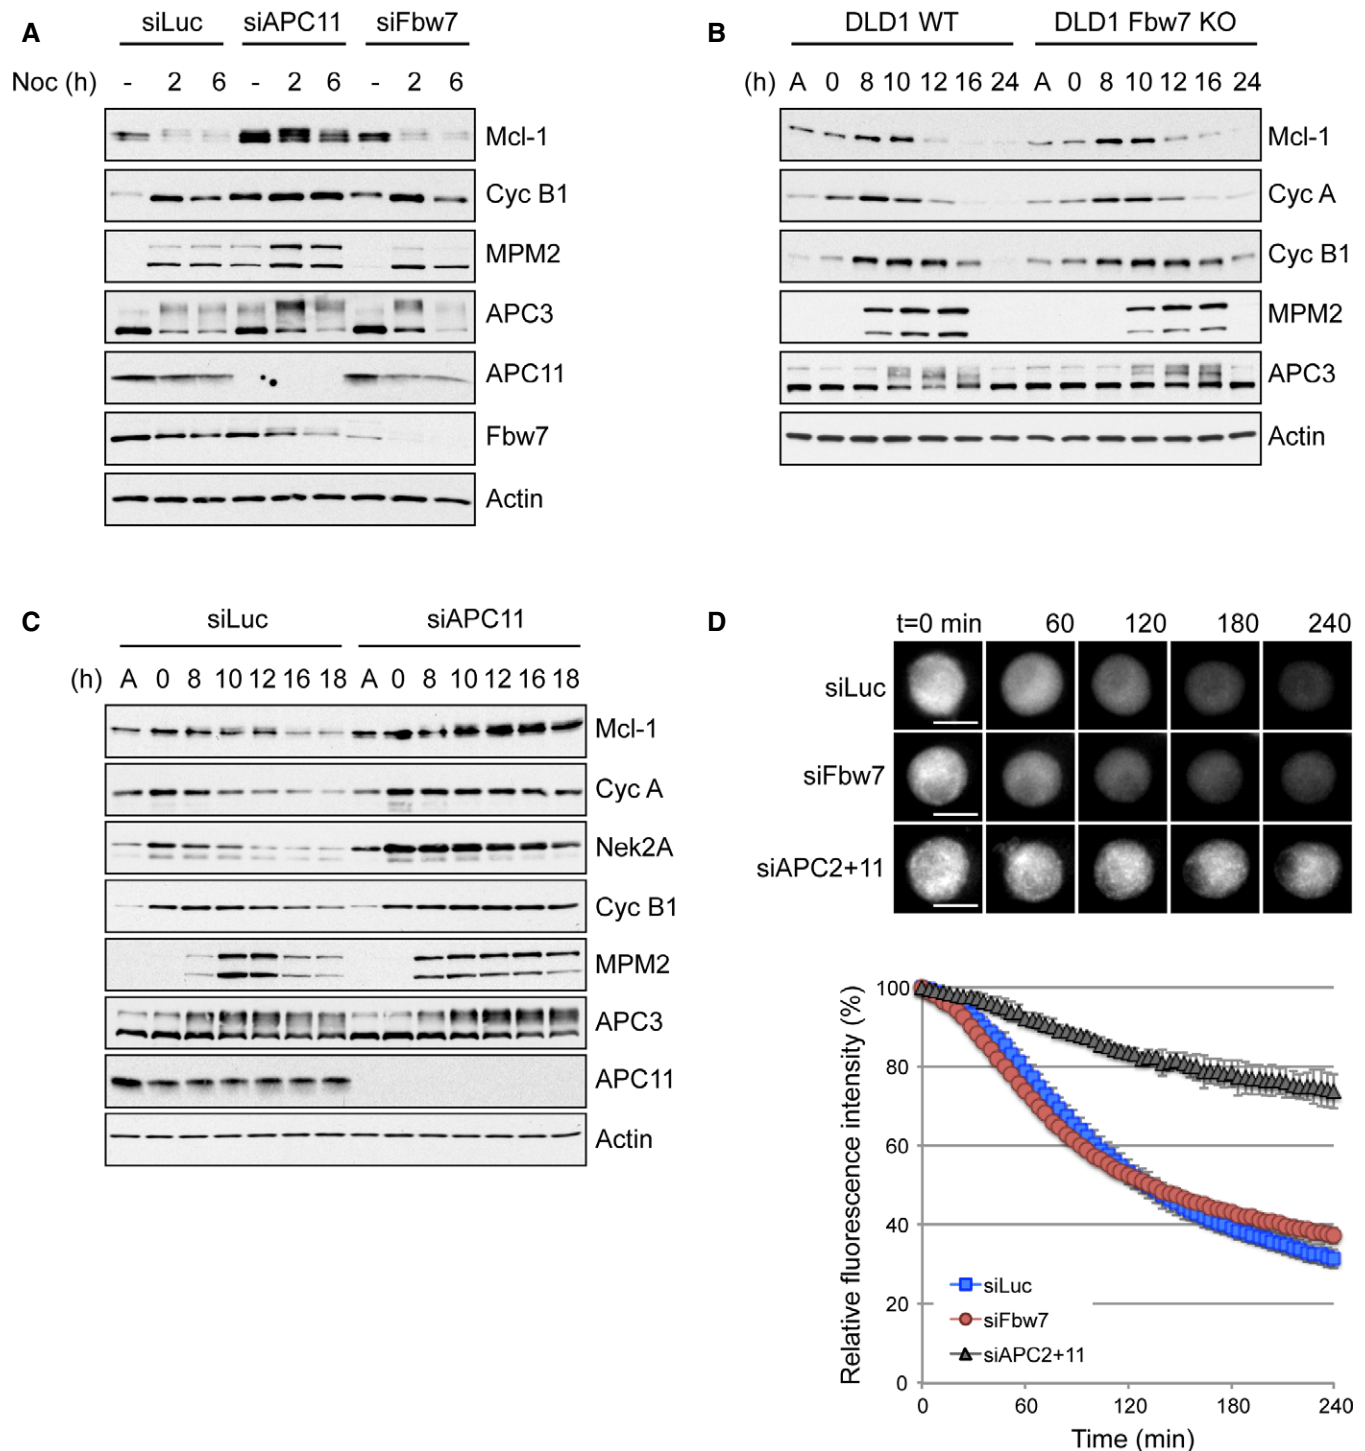 A
siLuc siAPC11 siFbw7
Noc (h) - 2 6 - 2 6 - 2 6
Mcl-1
Cyc B1
MPM2
APC3
APC11
Fbw7
Actin
B
DLD1 WT DLD1 Fbw7 KO
(h) A 0 8 10 12 16 24 A 0 8 10 12 16 24
Mcl-1
Cyc A
Cyc B1
MPM2
APC3
Actin
C
siLuc siAPC11
(h) A 0 8 10 12 16 18 A 0 8 10 12 16 18
Mcl-1
Cyc A
Nek2A
Cyc B1
MPM2
APC3
APC11
Actin
D
t=0 min 60 120 180 240
siLuc
siFbw7
siAPC2+11
Relative fluorescence intensity (%)
100
80
60
40
20
0
siLuc
siFbw7
siAPC2+11
0 60 120 180 240
Time (min)